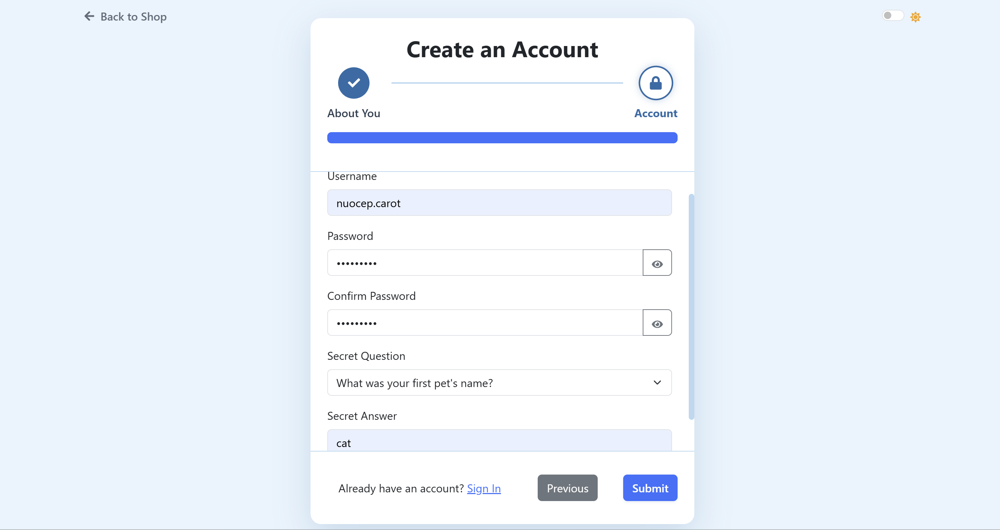 Back to Shop
Create an Account
About You
Account
Username
nuocep.carot
Password
•••••••••
Confirm Password
•••••••••
Secret Question
What was your first pet's name?
Secret Answer
cat
Already have an account? Sign In
Previous
Submit